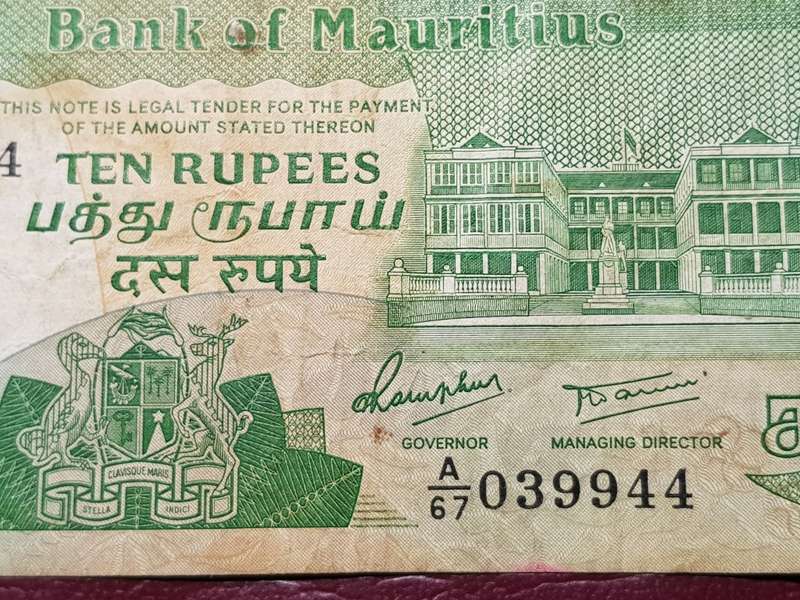 Bank of Mauritius
THIS NOTE IS LEGAL TENDER FOR THE PAYMENT
OF THE AMOUNT STATED THEREON
4
TEN RUPEES
பத்து ரூபாய்
दस रुपये
GOVERNOR
MANAGING DIRECTOR
A/67 039944
CLAVISQUE MARIS
STELLA INDICI